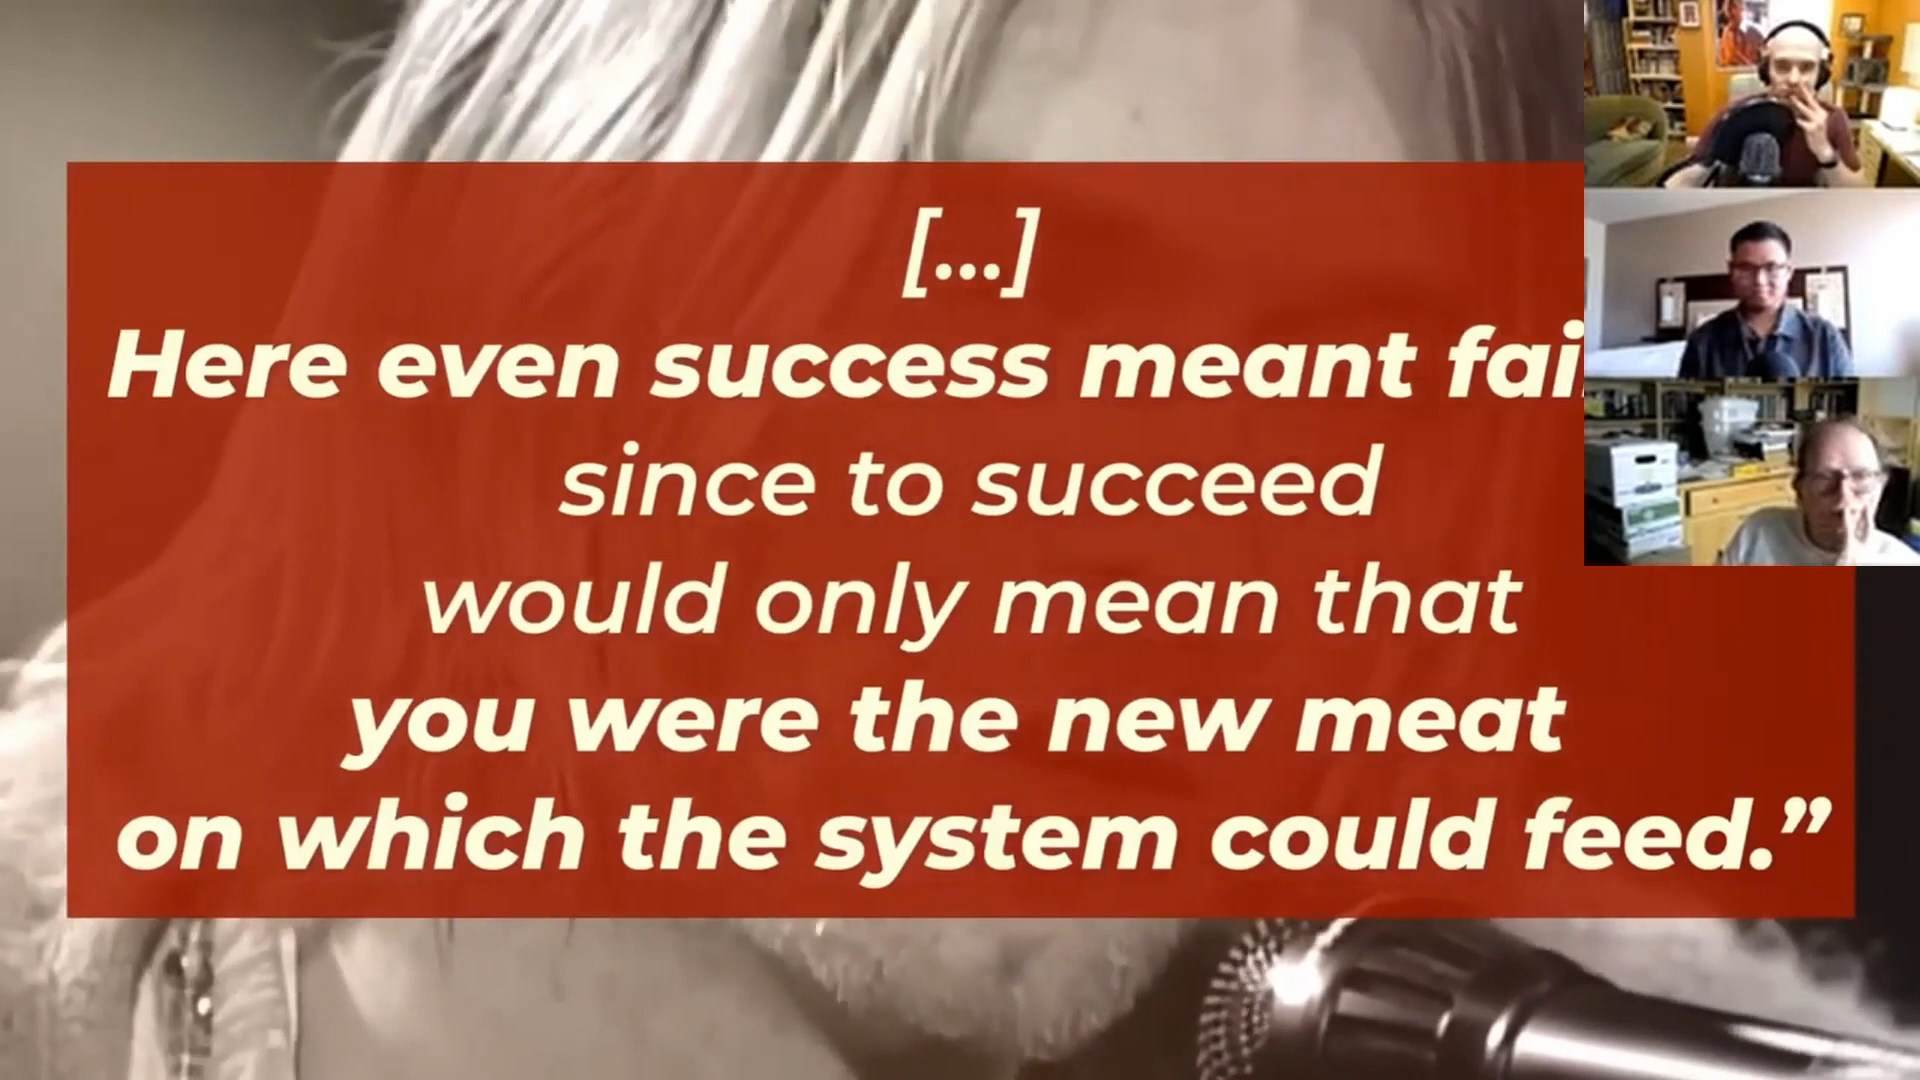 [...]
Here even success meant fai
since to succeed
would only mean that
you were the new meat
on which the system could feed.”